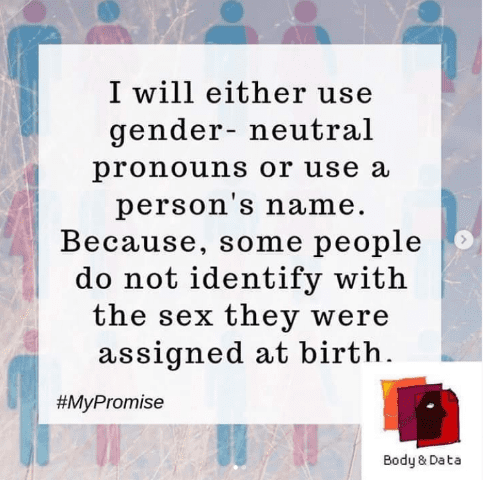 I will either use
gender- neutral
pronouns or use a
person's name.
Because, some people
do not identify with
the sex they were
assigned at birth.
#MyPromise
Body & Data